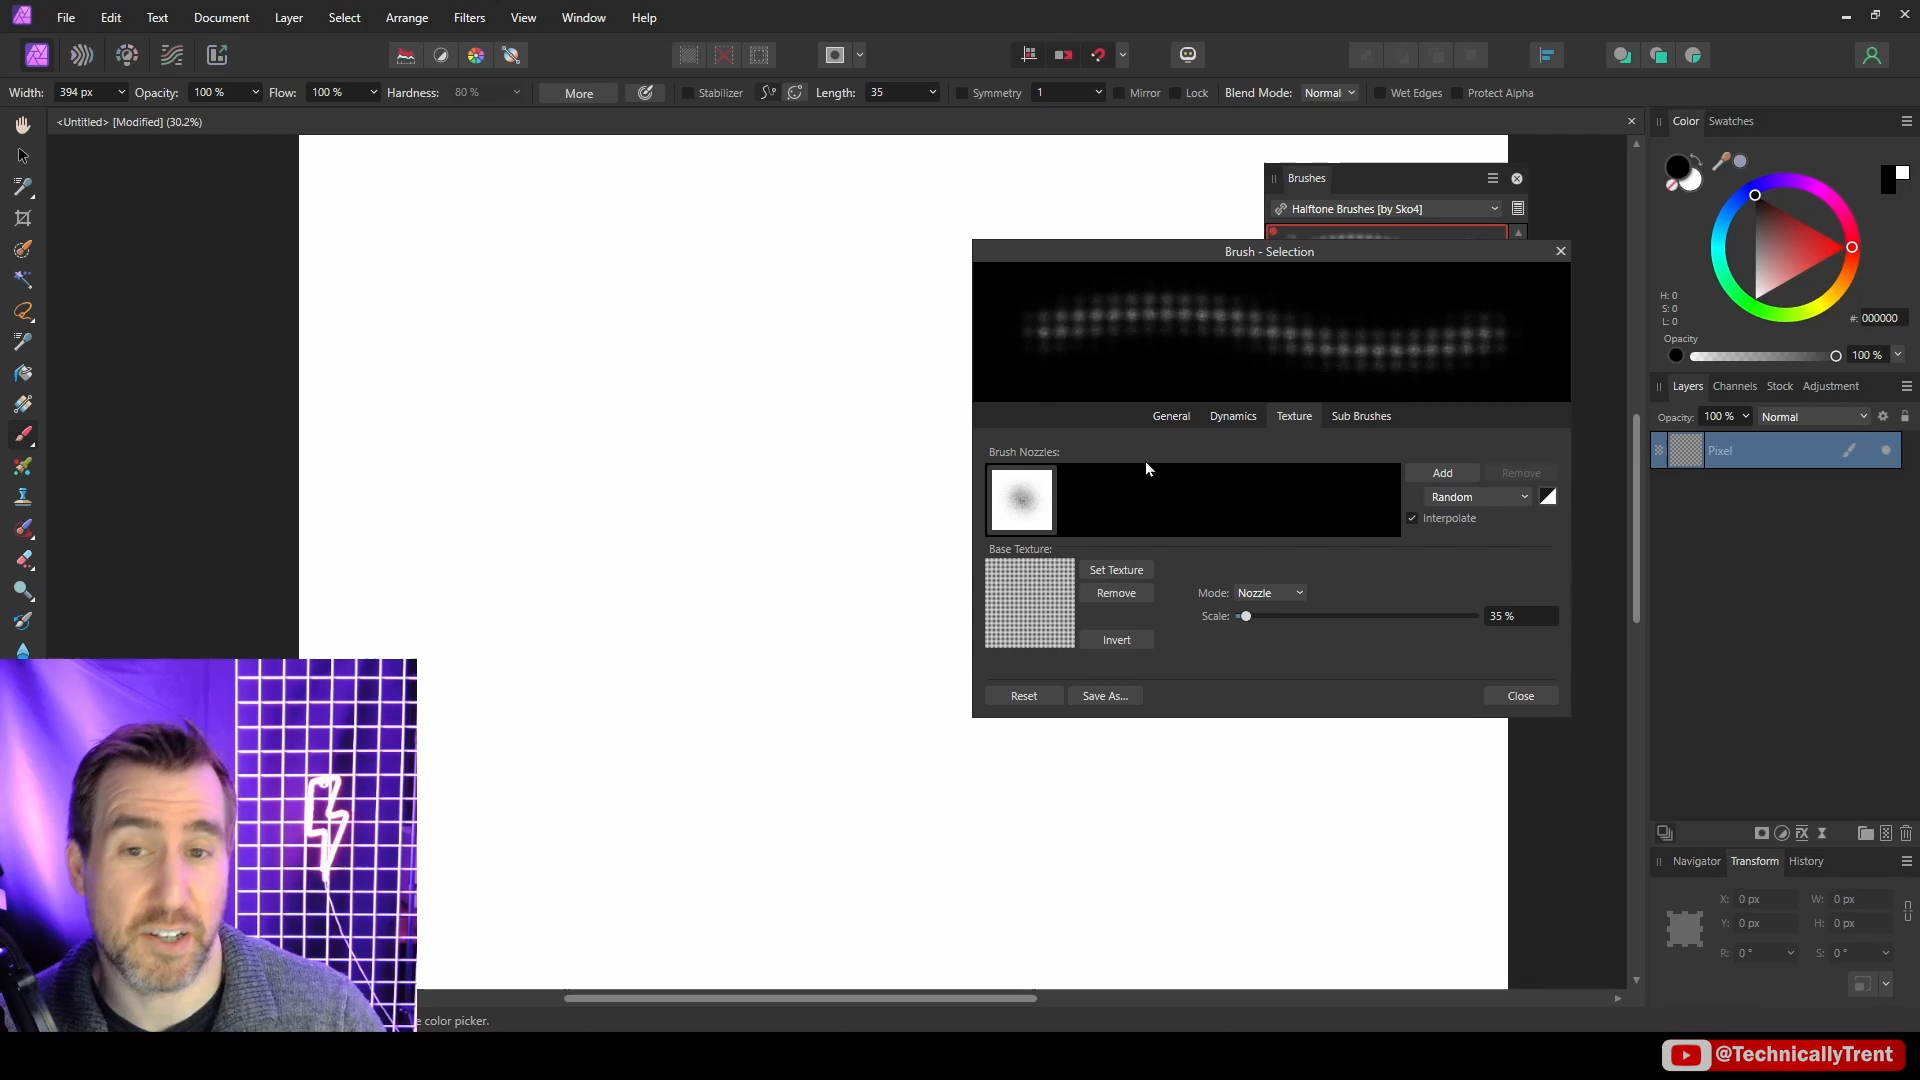 File Edit Text Document Layer Select Arrange Filters View Window Help
Width: 394 px Opacity: 100 % Flow: 100 % Hardness: 80 % More Stabilizer Length: 35 Symmetry 1 Mirror Lock Blend Mode: Normal Wet Edges Protect Alpha
<Untitled> [Modified] (30.2%)
Color Swatches
H: 0
S: 0
L: 0
#: 000000
Opacity
100 %
Brushes
Halftone Brushes [by Sko4]
Brush - Selection
General Dynamics Texture Sub Brushes
Brush Nozzles:
Add Remove
Random
Interpolate
Base Texture:
Set Texture
Remove
Invert
Mode: Nozzle
Scale: 35 %
Reset Save As... Close
Layers Channels Stock Adjustment
Opacity: 100 % Normal
Pixel
Navigator Transform History
X: 0 px W: 0 px
Y: 0 px H: 0 px
R: 0 ° S: 0 °
color picker.
@TechnicallyTrent